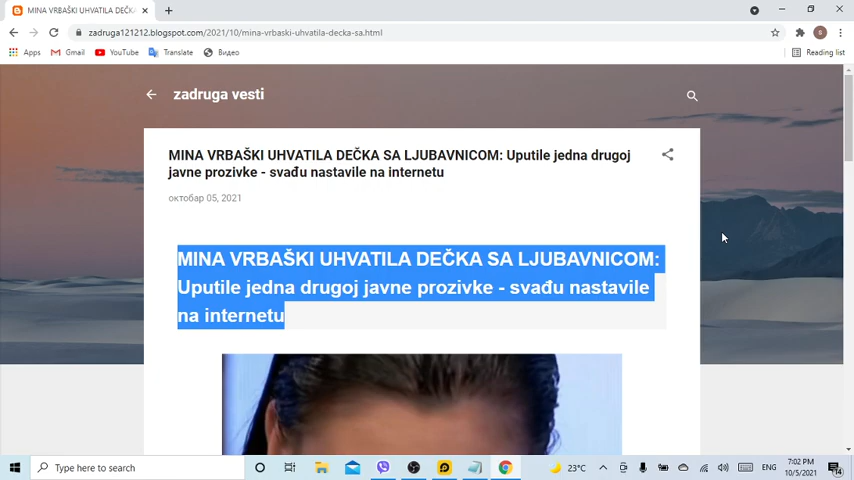 MINA VRBAŠKI UHVATILA DEČKA
zadruga121212.blogspot.com/2021/10/mina-vrbaski-uhvatila-decka-sa.html
Apps Gmail YouTube Translate Видео Reading list
zadruga vesti
MINA VRBAŠKI UHVATILA DEČKA SA LJUBAVNICOM: Uputile jedna drugoj
javne prozivke - svađu nastavile na internetu
октобар 05, 2021
MINA VRBAŠKI UHVATILA DEČKA SA LJUBAVNICOM:
Uputile jedna drugoj javne prozivke - svađu nastavile
na internetu
Type here to search
23°C
ENG
7:02 PM
10/5/2021
14